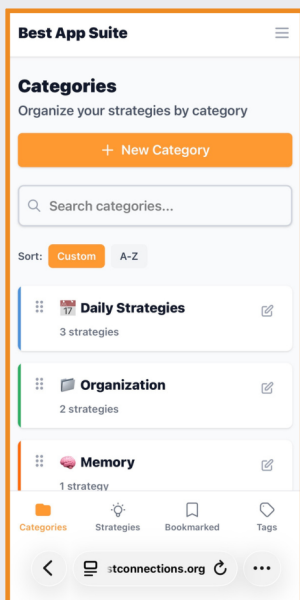 Best App Suite
Categories
Organize your strategies by category
+ New Category
Search categories...
Sort: Custom A-Z
17 Daily Strategies
3 strategies
Organization
2 strategies
Memory
1 strategy
Categories Strategies Bookmarked Tags
stconnections.org